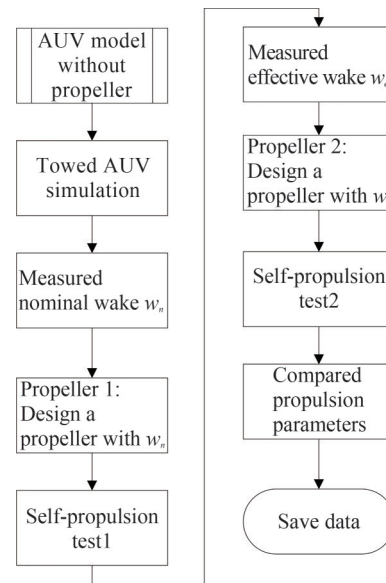 AUV model
without
propeller
Towed AUV
simulation
Measured
nominal wake wₙ
Propeller 1:
Design a
propeller with wₙ
Self-propulsion
test1
Measured
effective wake w
Propeller 2:
Design a
propeller with w
Self-propulsion
test2
Compared
propulsion
parameters
Save data